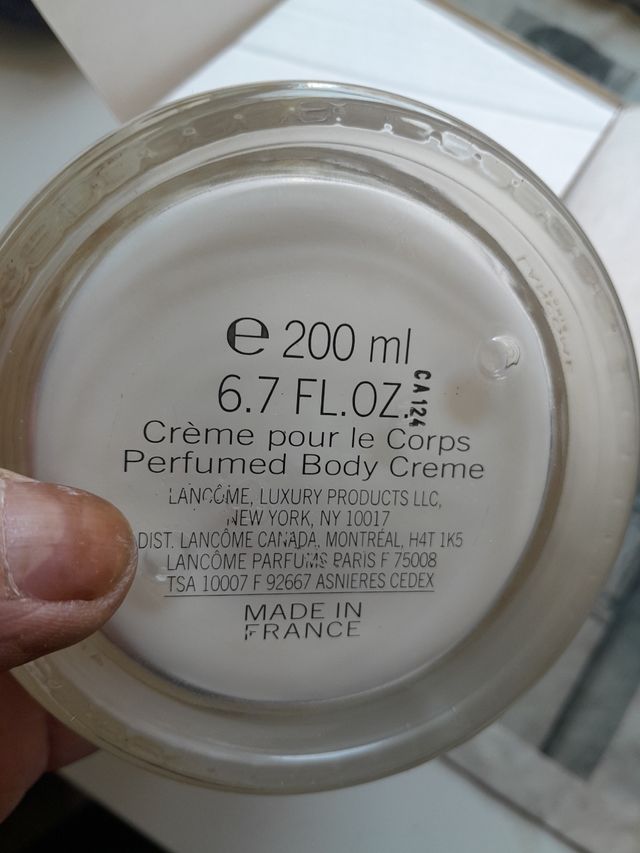 e 200 ml
6.7 FL.OZ.
CA124
Crème pour le Corps
Perfumed Body Creme
LANCÔME, LUXURY PRODUCTS LLC,
NEW YORK, NY 10017
DIST. LANCÔME CANADA, MONTRÉAL, H4T 1K5
LANCÔME PARFUMS PARIS F 75008
TSA 10007 F 92667 ASNIERES CEDEX
MADE IN
FRANCE